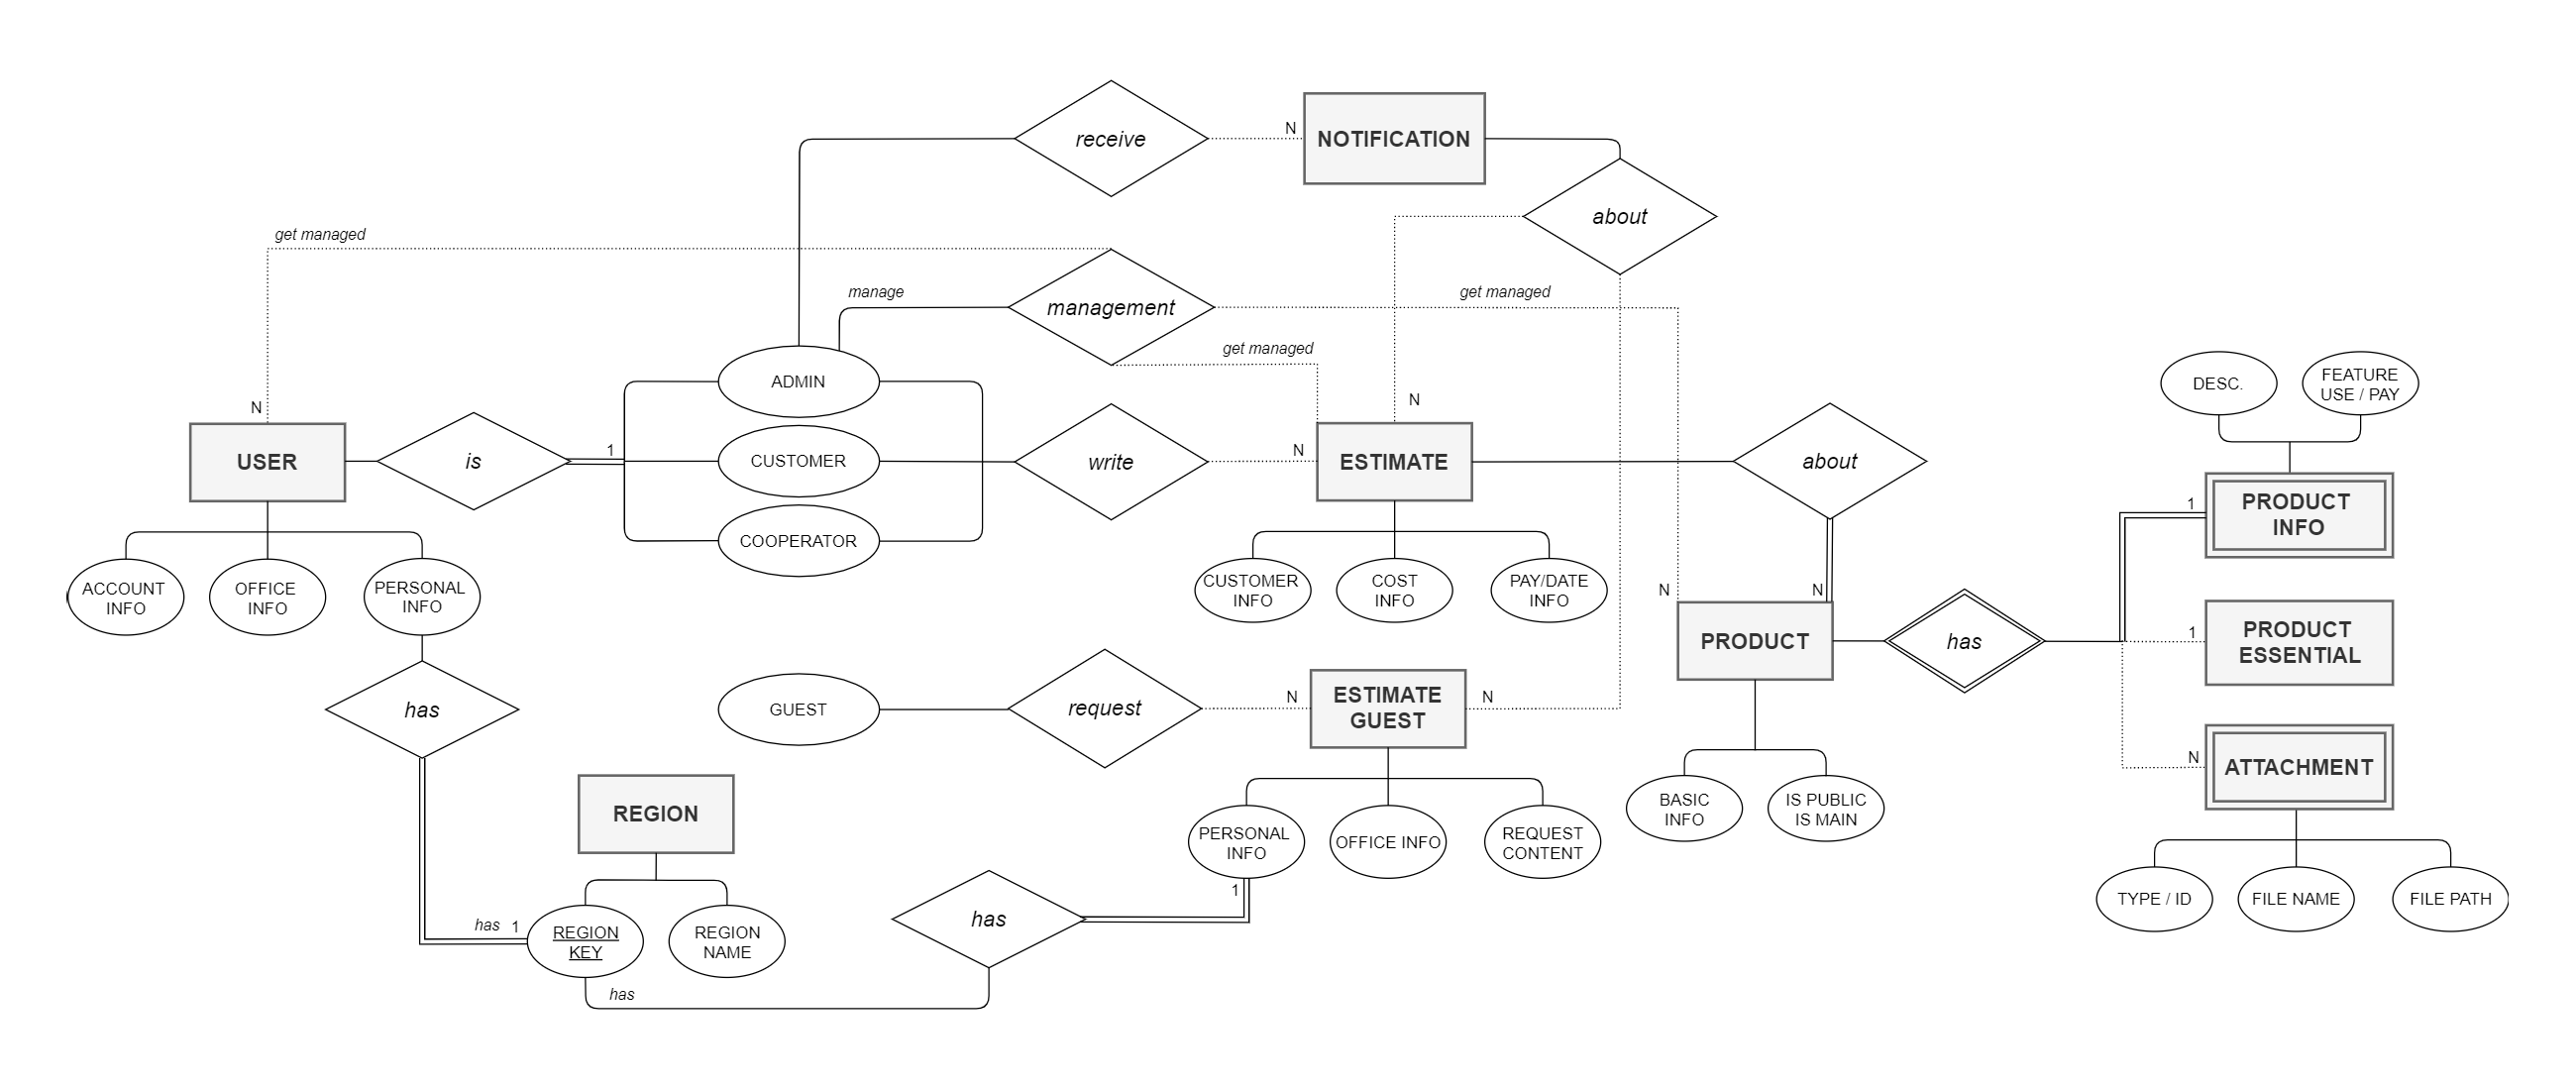 receive
N
NOTIFICATION
about
get managed
manage
management
get managed
get managed
ADMIN
DESC.
FEATURE
USE / PAY
N
N
USER
is
1
CUSTOMER
write
N
ESTIMATE
about
1
PRODUCT
INFO
COOPERATOR
ACCOUNT
INFO
OFFICE
INFO
PERSONAL
INFO
CUSTOMER
INFO
COST
INFO
PAY/DATE
INFO
N
N
PRODUCT
has
1
PRODUCT
ESSENTIAL
has
GUEST
request
N
ESTIMATE
GUEST
N
N
ATTACHMENT
REGION
BASIC
INFO
IS PUBLIC
IS MAIN
PERSONAL
INFO
OFFICE INFO
REQUEST
CONTENT
1
has
TYPE / ID
FILE NAME
FILE PATH
has
1
REGION
KEY
REGION
NAME
has